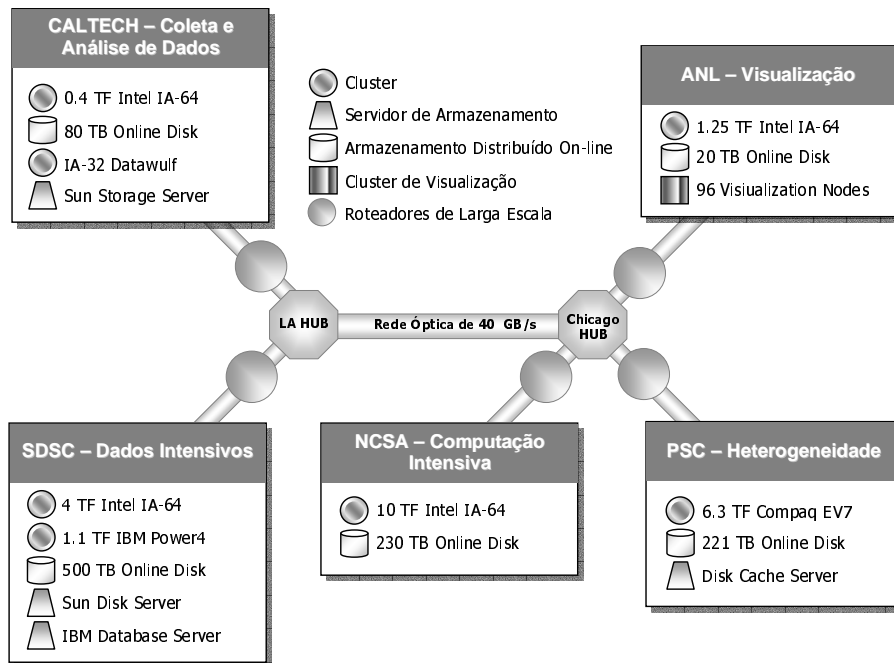 CALTECH – Coleta e
Análise de Dados
0.4 TF Intel IA-64
80 TB Online Disk
IA-32 Datawulf
Sun Storage Server
Cluster
Servidor de Armazenamento
Armazenamento Distribuído On-line
Cluster de Visualização
Roteadores de Larga Escala
ANL – Visualização
1.25 TF Intel IA-64
20 TB Online Disk
96 Visiualization Nodes
LA HUB
Rede Óptica de 40 GB/s
Chicago
HUB
SDSC – Dados Intensivos
4 TF Intel IA-64
1.1 TF IBM Power4
500 TB Online Disk
Sun Disk Server
IBM Database Server
NCSA – Computação
Intensiva
10 TF Intel IA-64
230 TB Online Disk
PSC – Heterogeneidade
6.3 TF Compaq EV7
221 TB Online Disk
Disk Cache Server